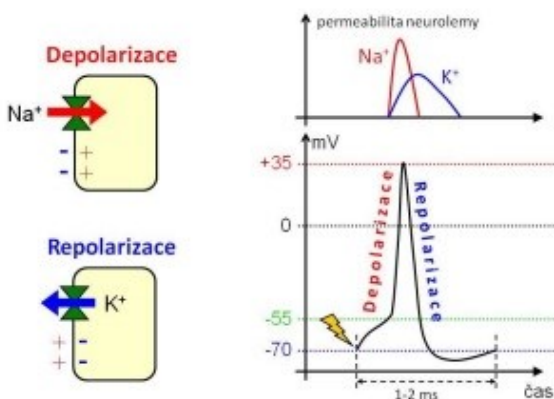 Depolarizace
Na+
- +
- +
Repolarizace
K+
+ -
+ -
permeabilita neurolemy
Na+
K+
mV
+35
0
-55
-70
Depolarizace
Repolarizace
1-2 ms
čas